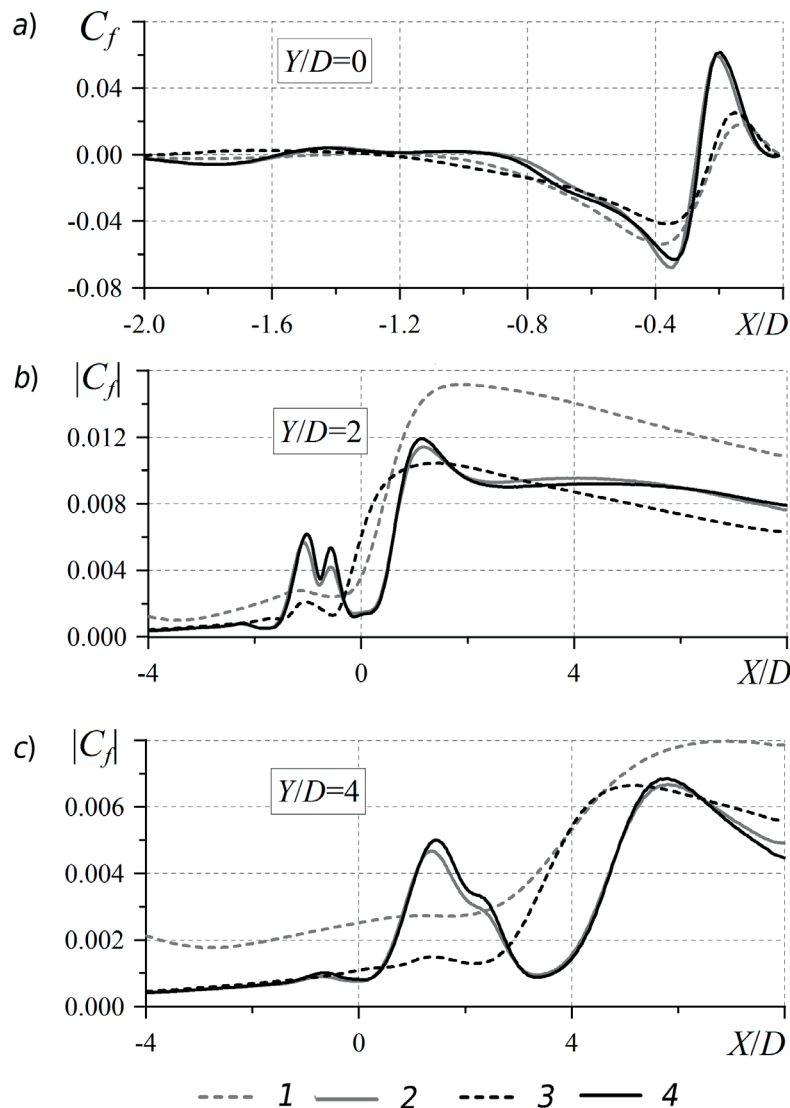 a) C_f
Y/D=0
0.04
0.00
-0.04
-0.08
-2.0 -1.6 -1.2 -0.8 -0.4 X/D
b) |C_f|
Y/D=2
0.012
0.008
0.004
0.000
-4 0 4 X/D
c) |C_f|
Y/D=4
0.006
0.004
0.002
0.000
-4 0 4 X/D
1 2 3 4